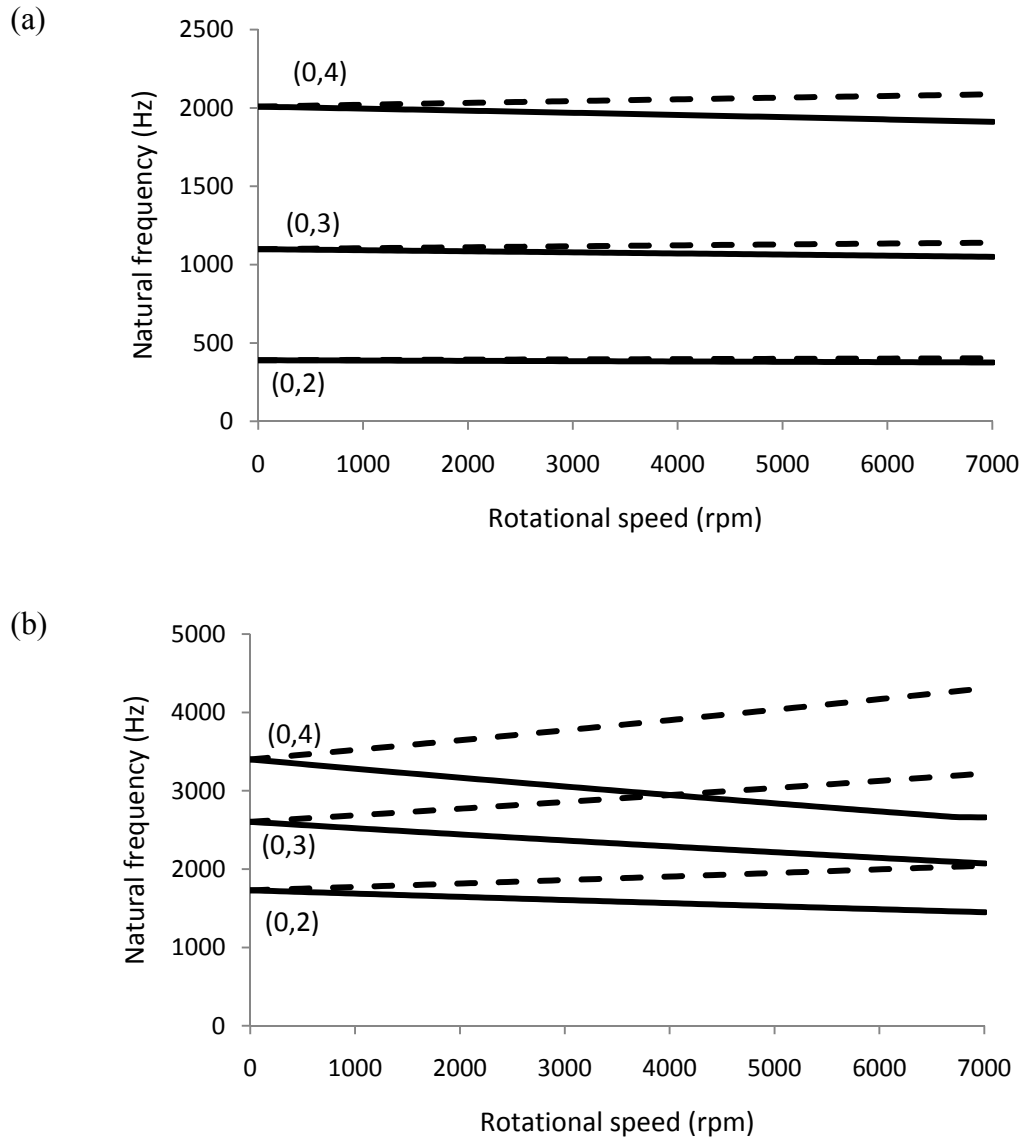 (a)
Natural frequency (Hz)
2500
2000
1500
1000
500
0
(0,4)
(0,3)
(0,2)
0 1000 2000 3000 4000 5000 6000 7000
Rotational speed (rpm)
(b)
Natural frequency (Hz)
5000
4000
3000
2000
1000
0
(0,4)
(0,3)
(0,2)
0 1000 2000 3000 4000 5000 6000 7000
Rotational speed (rpm)